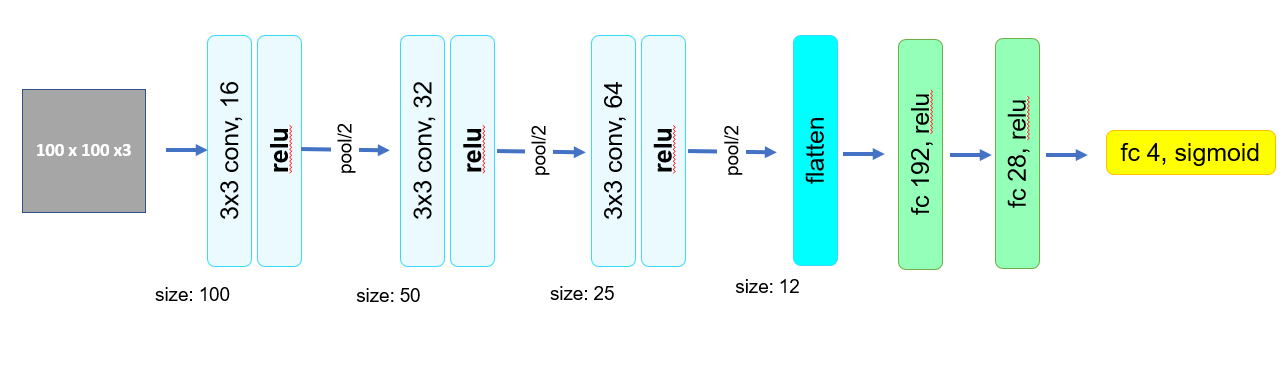 100 x 100 x3
3x3 conv, 16
relu
pool/2
3x3 conv, 32
relu
pool/2
3x3 conv, 64
relu
pool/2
flatten
fc 192, relu
fc 28, relu
fc 4, sigmoid
size: 100
size: 50
size: 25
size: 12